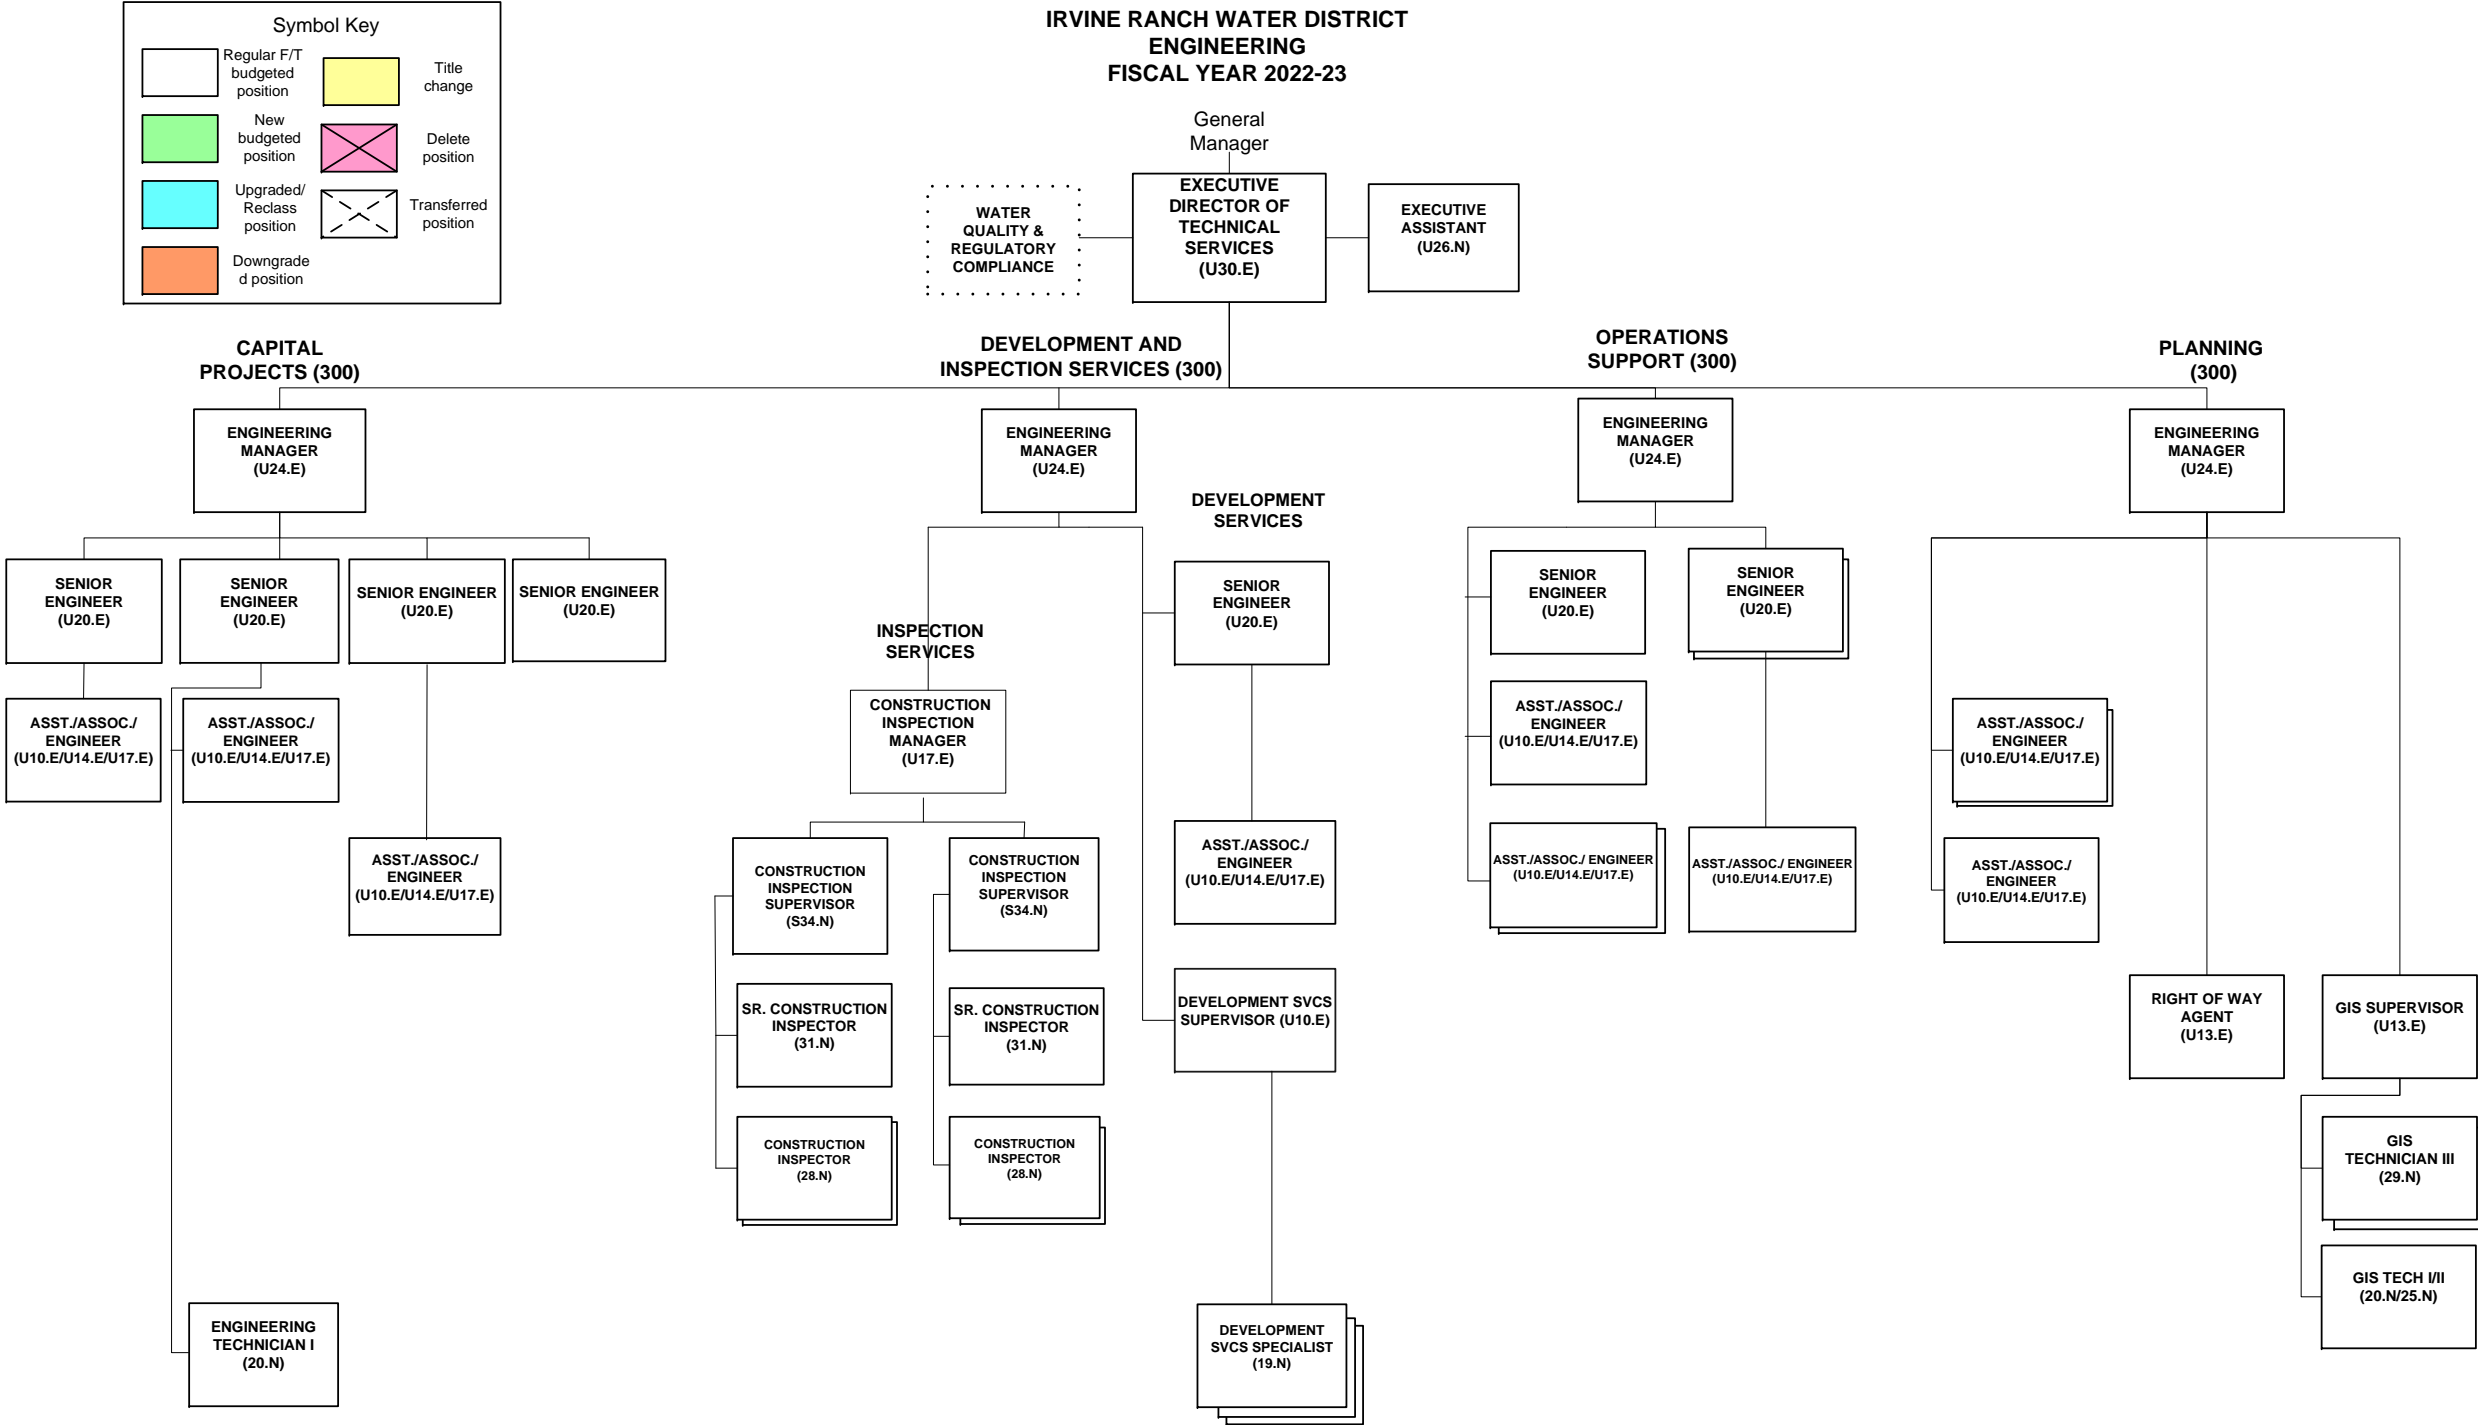 Symbol Key
Regular F/T
budgeted
position
Title
change
New
budgeted
position
Delete
position
Upgraded/
Reclass
position
Transferred
position
Downgrade
d position
IRVINE RANCH WATER DISTRICT
ENGINEERING
FISCAL YEAR 2022-23
General
Manager
WATER
QUALITY &
REGULATORY
COMPLIANCE
EXECUTIVE
DIRECTOR OF
TECHNICAL
SERVICES
(U30.E)
EXECUTIVE
ASSISTANT
(U26.N)
CAPITAL
PROJECTS (300)
ENGINEERING
MANAGER
(U24.E)
SENIOR
ENGINEER
(U20.E)
SENIOR
ENGINEER
(U20.E)
SENIOR ENGINEER
(U20.E)
SENIOR ENGINEER
(U20.E)
ASST./ASSOC./
ENGINEER
(U10.E/U14.E/U17.E)
ASST./ASSOC./
ENGINEER
(U10.E/U14.E/U17.E)
ASST./ASSOC./
ENGINEER
(U10.E/U14.E/U17.E)
ENGINEERING
TECHNICIAN I
(20.N)
DEVELOPMENT AND
INSPECTION SERVICES (300)
ENGINEERING
MANAGER
(U24.E)
INSPECTION
SERVICES
CONSTRUCTION
INSPECTION
MANAGER
(U17.E)
CONSTRUCTION
INSPECTION
SUPERVISOR
(S34.N)
CONSTRUCTION
INSPECTION
SUPERVISOR
(S34.N)
SR. CONSTRUCTION
INSPECTOR
(31.N)
SR. CONSTRUCTION
INSPECTOR
(31.N)
CONSTRUCTION
INSPECTOR
(28.N)
CONSTRUCTION
INSPECTOR
(28.N)
DEVELOPMENT
SERVICES
SENIOR
ENGINEER
(U20.E)
ASST./ASSOC./
ENGINEER
(U10.E/U14.E/U17.E)
DEVELOPMENT SVCS
SUPERVISOR (U10.E)
DEVELOPMENT
SVCS SPECIALIST
(19.N)
OPERATIONS
SUPPORT (300)
ENGINEERING
MANAGER
(U24.E)
SENIOR
ENGINEER
(U20.E)
SENIOR
ENGINEER
(U20.E)
ASST./ASSOC./
ENGINEER
(U10.E/U14.E/U17.E)
ASST./ASSOC./ ENGINEER
(U10.E/U14.E/U17.E)
ASST./ASSOC./ ENGINEER
(U10.E/U14.E/U17.E)
PLANNING
(300)
ENGINEERING
MANAGER
(U24.E)
ASST./ASSOC./
ENGINEER
(U10.E/U14.E/U17.E)
ASST./ASSOC./
ENGINEER
(U10.E/U14.E/U17.E)
RIGHT OF WAY
AGENT
(U13.E)
GIS SUPERVISOR
(U13.E)
GIS
TECHNICIAN III
(29.N)
GIS TECH I/II
(20.N/25.N)